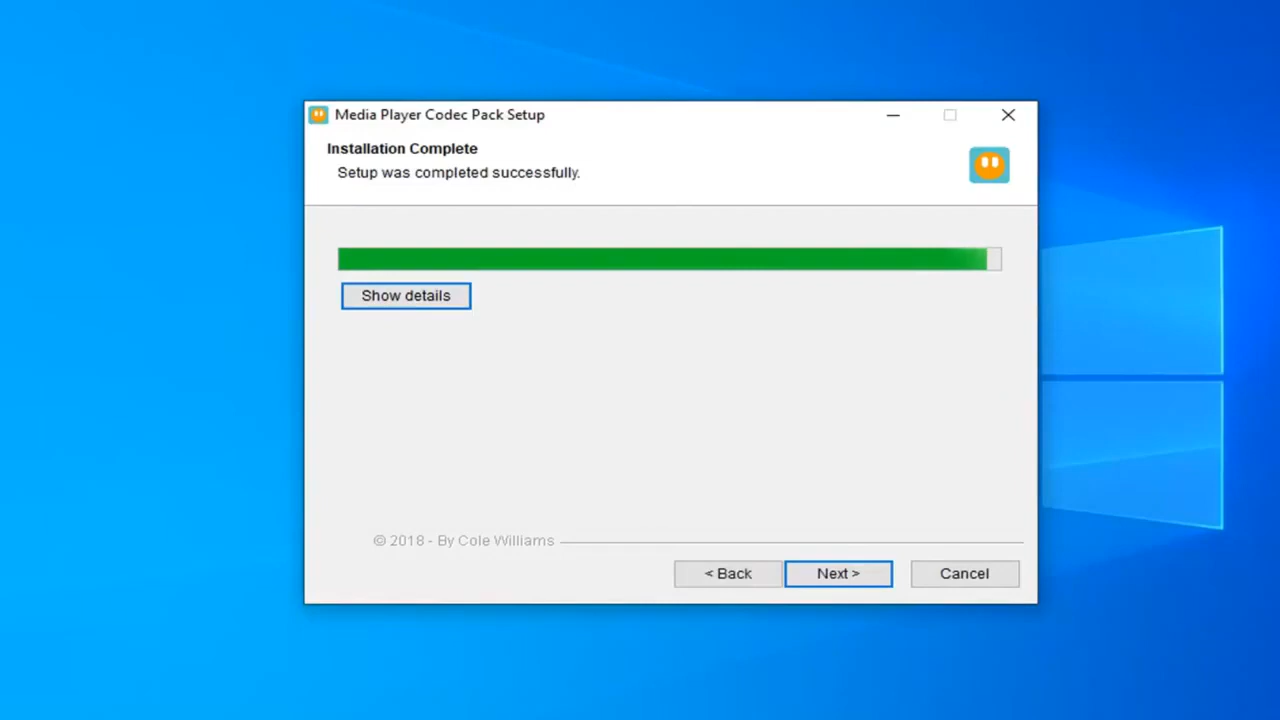 Media Player Codec Pack Setup
Installation Complete
Setup was completed successfully.
Show details
© 2018 - By Cole Williams
< Back
Next >
Cancel